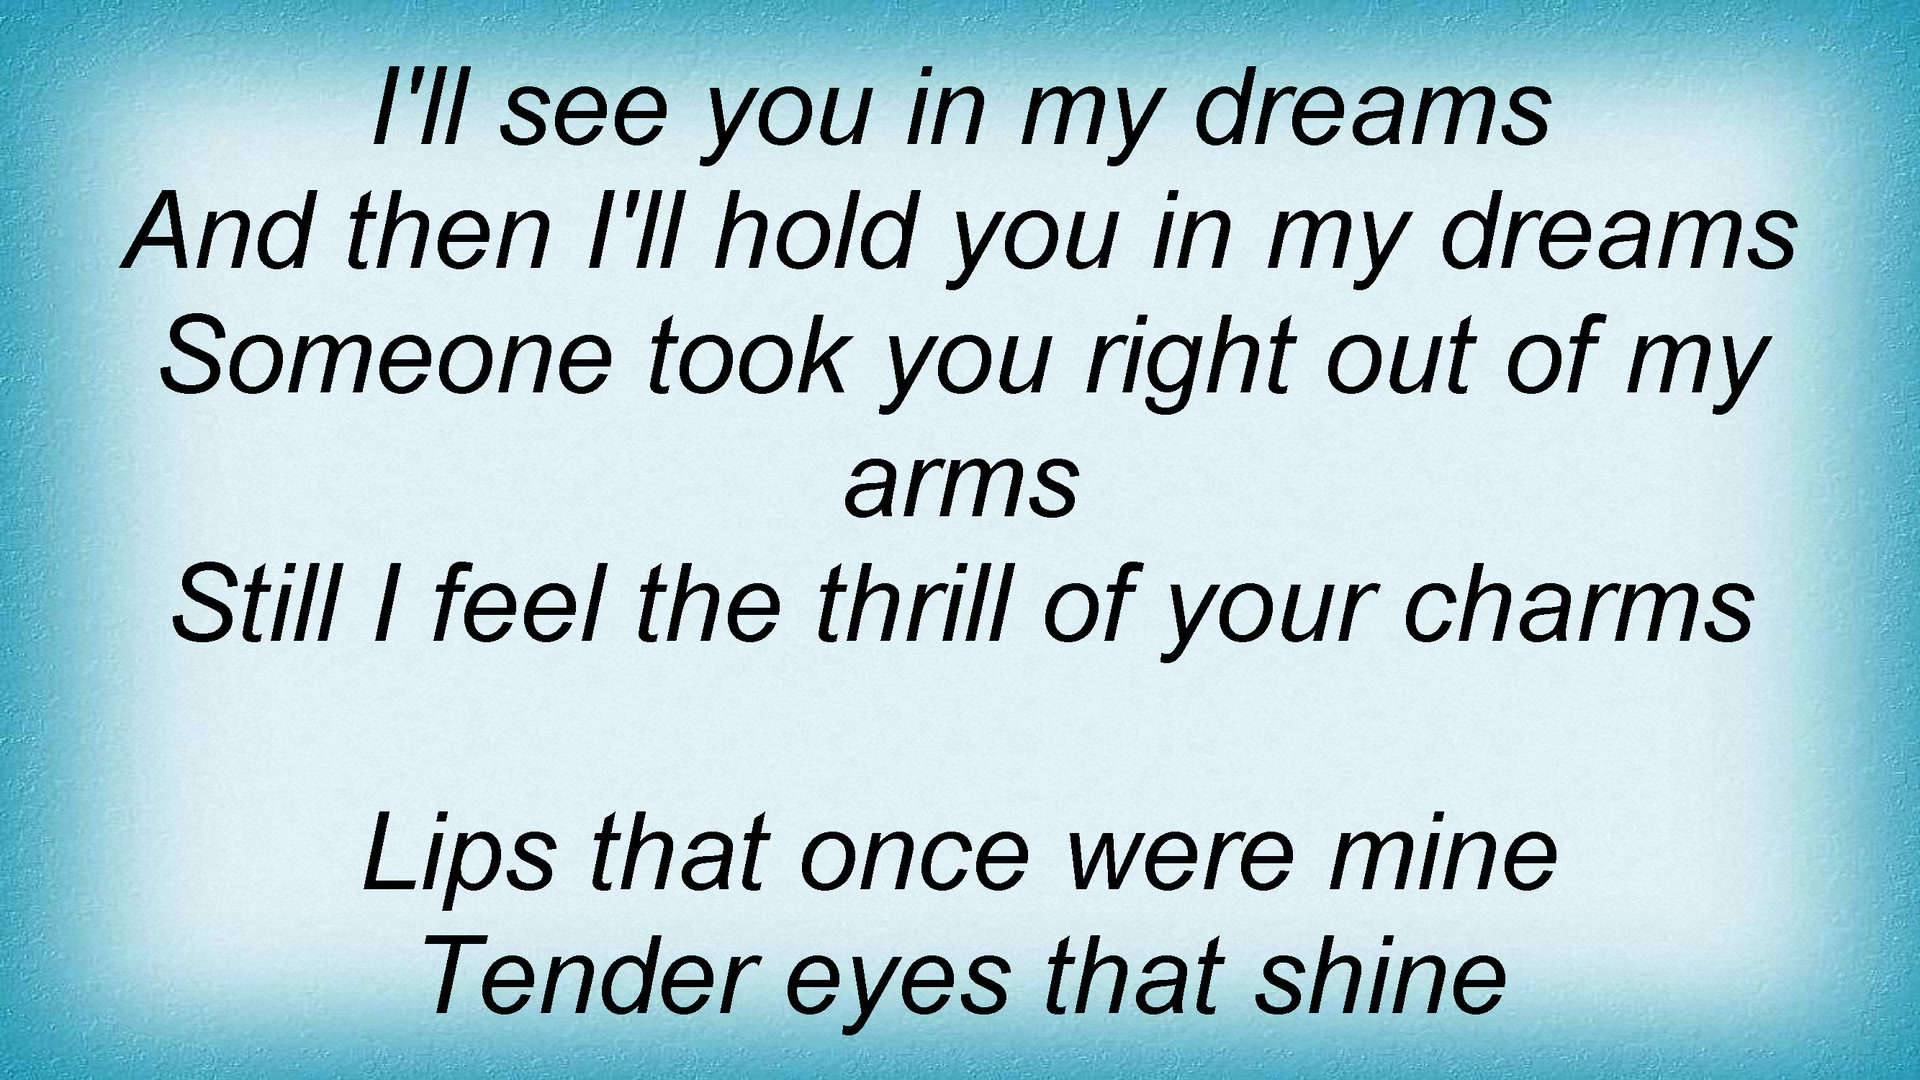 I'll see you in my dreams
And then I'll hold you in my dreams
Someone took you right out of my
arms
Still I feel the thrill of your charms
Lips that once were mine
Tender eyes that shine